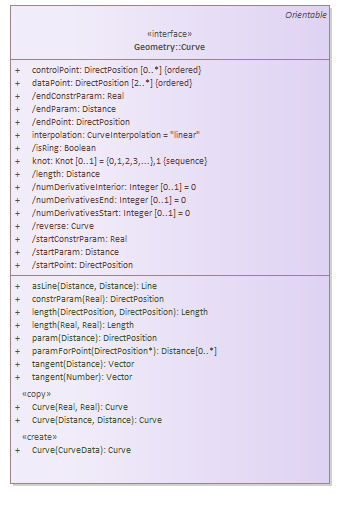 Orientable
«interface»
Geometry::Curve
+ controlPoint: DirectPosition [0..*] {ordered}
+ dataPoint: DirectPosition [2..*] {ordered}
+ /endConstrParam: Real
+ /endParam: Distance
+ /endPoint: DirectPosition
+ interpolation: CurveInterpolation = "linear"
+ /isRing: Boolean
+ knot: Knot [0..1] = {0,1,2,3,...},1 {sequence}
+ /length: Distance
+ /numDerivativeInterior: Integer [0..1] = 0
+ /numDerivativesEnd: Integer [0..1] = 0
+ /numDerivativesStart: Integer [0..1] = 0
+ /reverse: Curve
+ /startConstrParam: Real
+ /startParam: Distance
+ /startPoint: DirectPosition
+ asLine(Distance, Distance): Line
+ constrParam(Real): DirectPosition
+ length(DirectPosition, DirectPosition): Length
+ length(Real, Real): Length
+ param(Distance): DirectPosition
+ paramForPoint(DirectPosition*): Distance[0..*]
+ tangent(Distance): Vector
+ tangent(Number): Vector
«copy»
+ Curve(Real, Real): Curve
+ Curve(Distance, Distance): Curve
«create»
+ Curve(CurveData): Curve